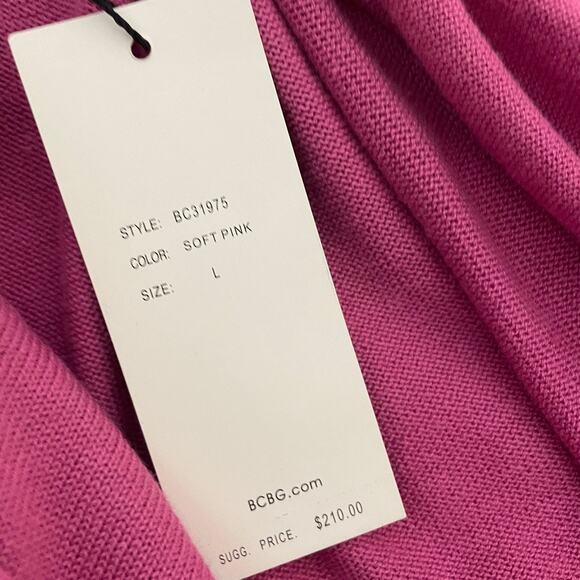 STYLE: BC31975
COLOR: SOFT PINK
SIZE: L
BCBG.com
SUGG. PRICE. $210.00